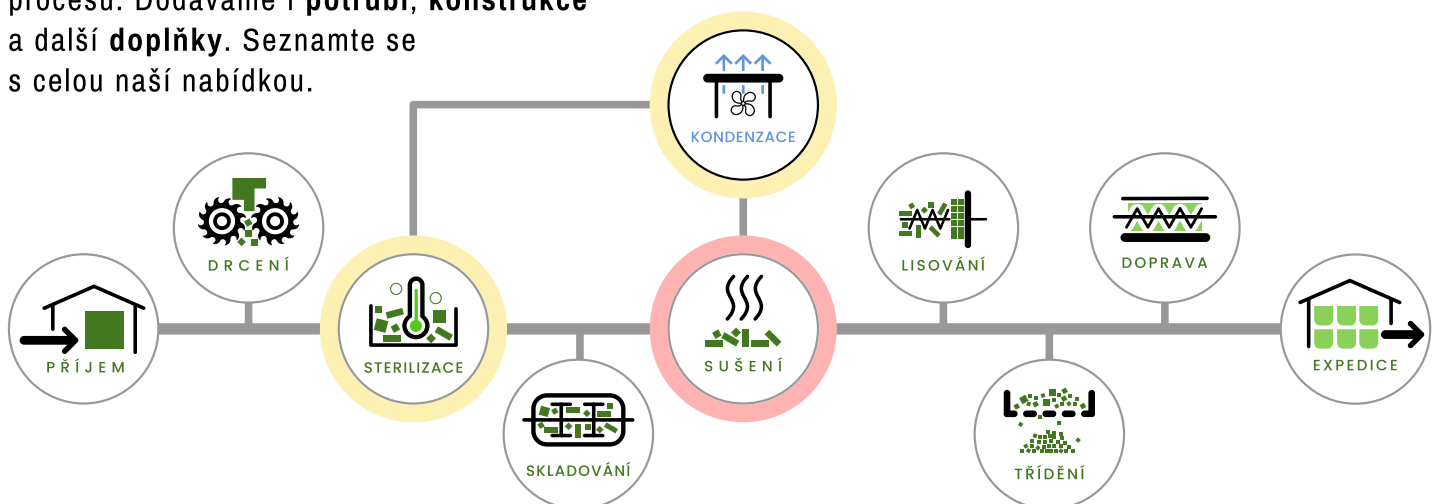 procesu. Dodáváme i potrubí, konstrukce
a další doplňky. Seznamte se
s celou naší nabídkou.
KONDENZACE
DRCENÍ
LISOVÁNÍ
DOPRAVA
PŘÍJEM
STERILIZACE
SUŠENÍ
EXPEDICE
SKLADOVÁNÍ
TŘÍDĚNÍ